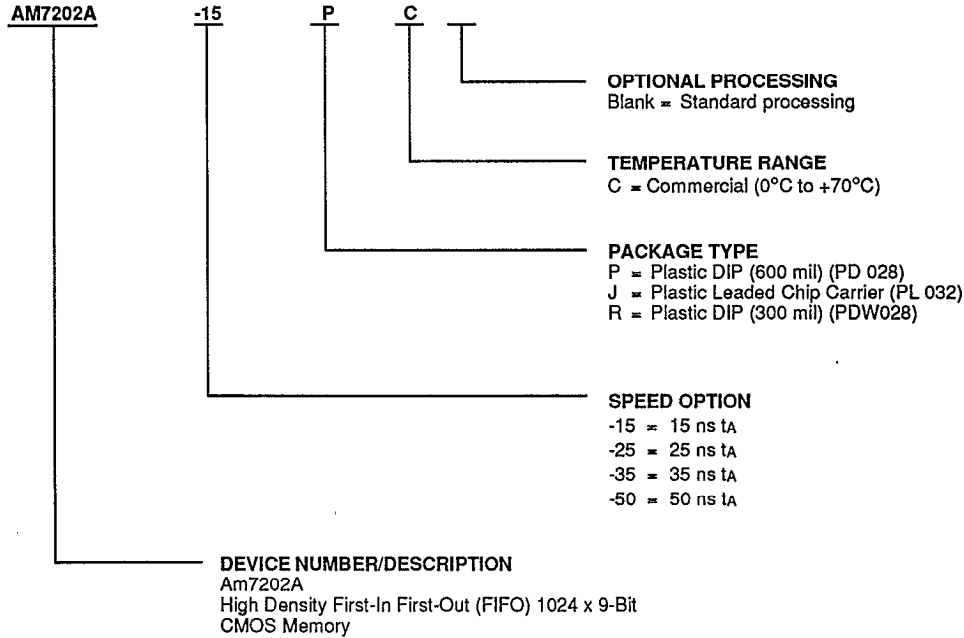 AM7202A -15 P C
OPTIONAL PROCESSING
Blank = Standard processing
TEMPERATURE RANGE
C = Commercial (0°C to +70°C)
PACKAGE TYPE
P = Plastic DIP (600 mil) (PD 028)
J = Plastic Leaded Chip Carrier (PL 032)
R = Plastic DIP (300 mil) (PDW028)
SPEED OPTION
-15 = 15 ns tA
-25 = 25 ns tA
-35 = 35 ns tA
-50 = 50 ns tA
DEVICE NUMBER/DESCRIPTION
Am7202A
High Density First-In First-Out (FIFO) 1024 x 9-Bit
CMOS Memory